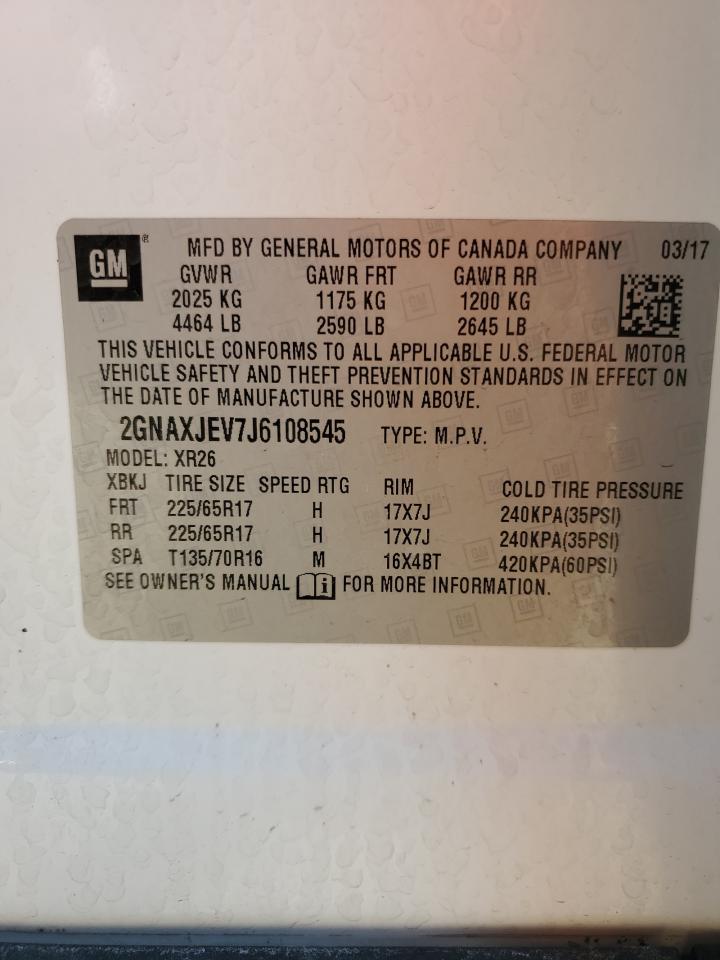 GM ® MFD BY GENERAL MOTORS OF CANADA COMPANY 03/17
GVWR GAWR FRT GAWR RR
2025 KG 1175 KG 1200 KG
4464 LB 2590 LB 2645 LB
THIS VEHICLE CONFORMS TO ALL APPLICABLE U.S. FEDERAL MOTOR
VEHICLE SAFETY AND THEFT PREVENTION STANDARDS IN EFFECT ON
THE DATE OF MANUFACTURE SHOWN ABOVE.
2GNAXJEV7J6108545 TYPE: M.P.V.
MODEL: XR26
XBKJ TIRE SIZE SPEED RTG RIM COLD TIRE PRESSURE
FRT 225/65R17 H 17X7J 240KPA(35PSI)
RR 225/65R17 H 17X7J 240KPA(35PSI)
SPA T135/70R16 M 16X4BT 420KPA(60PSI)
SEE OWNER'S MANUAL i FOR MORE INFORMATION.